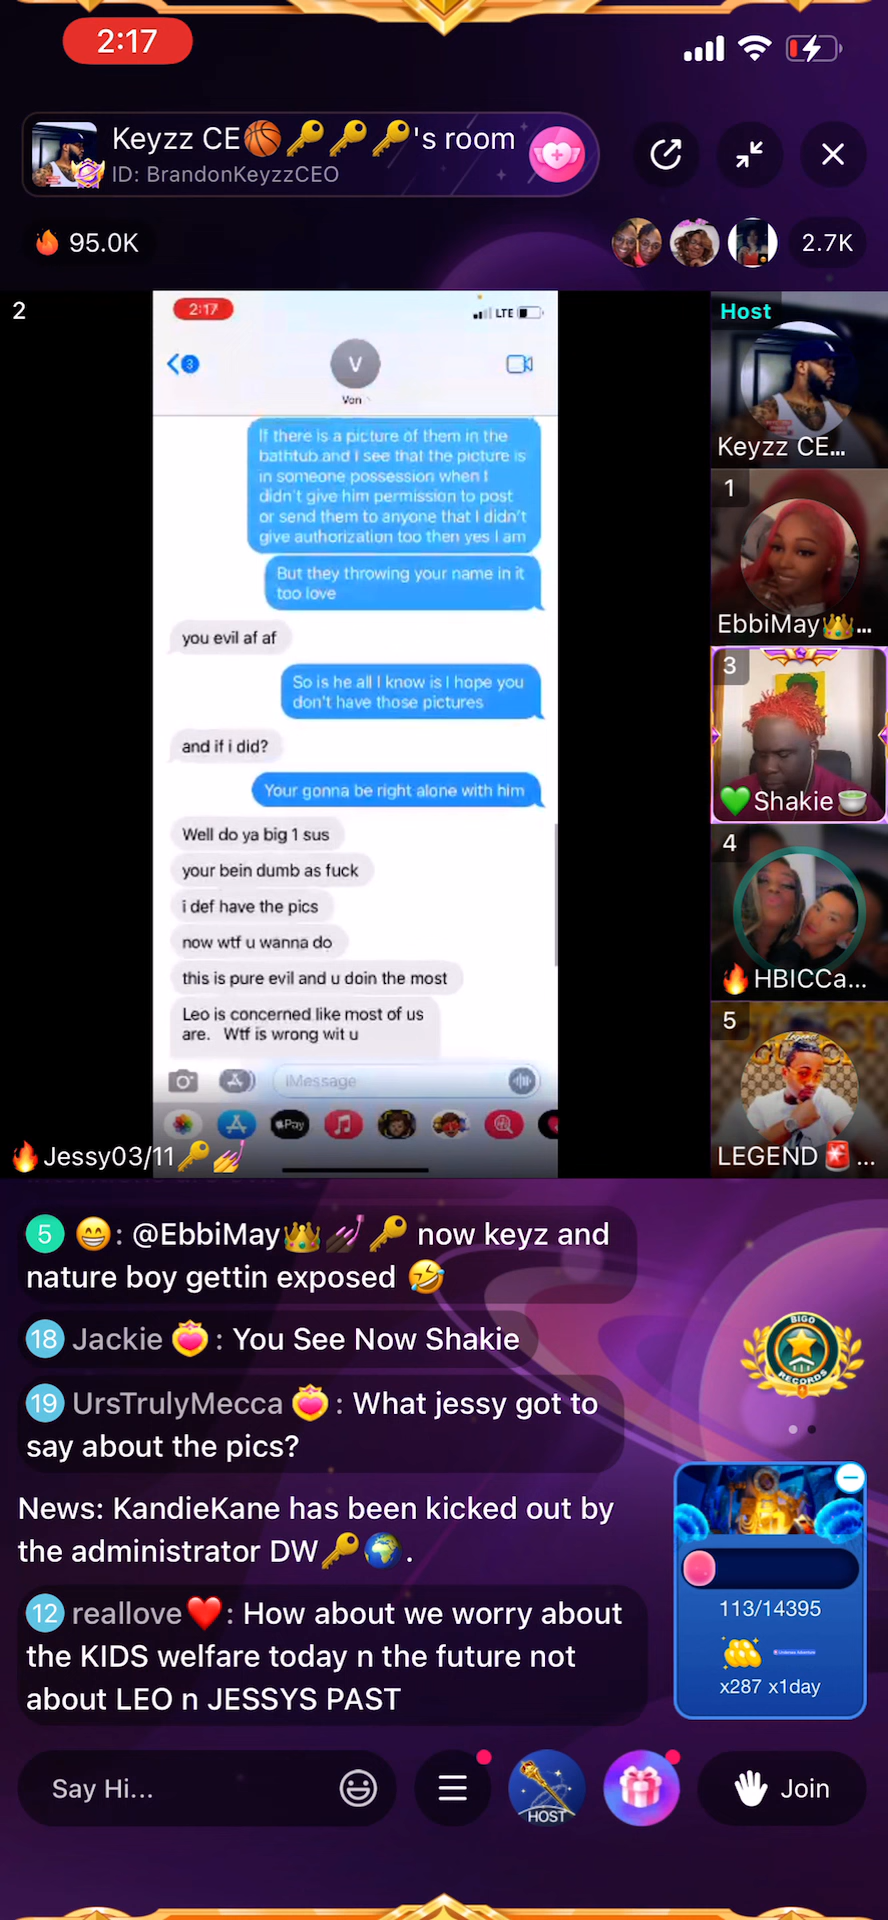 2:17
Keyzz CE🏀🔑🔑🔑's room
ID: BrandonKeyzzCEO
🔥 95.0K
2.7K
2
2:17
LTE
3
V
Von
If there is a picture of them in the
bathtub and I see that the picture is
in someone possession when I
didn't give him permission to post
or send them to anyone that I didn't
give authorization too then yes I am
But they throwing your name in it
too love
you evil af af
So is he all I know is I hope you
don't have those pictures
and if i did?
Your gonna be right alone with him
Well do ya big 1 sus
your bein dumb as fuck
i def have the pics
now wtf u wanna do
this is pure evil and u doin the most
Leo is concerned like most of us
are. Wtf is wrong wit u
iMessage
Pay
🔥Jessy03/11🔑💅
Host
Keyzz CE...
1
EbbiMay👑...
3
💚Shakie🍵
4
🔥HBICCa...
5
LEGEND🚨...
5 😁: @EbbiMay👑💅🔑 now keyz and
nature boy gettin exposed 🤣
18 Jackie : You See Now Shakie
19 UrsTrulyMecca : What jessy got to
say about the pics?
News: KandieKane has been kicked out by
the administrator DW🔑🌍.
12 reallove❤️: How about we worry about
the KIDS welfare today n the future not
about LEO n JESSYS PAST
BIGO
RECORDS
113/14395
x287 x1day
Say Hi...
HOST
Join